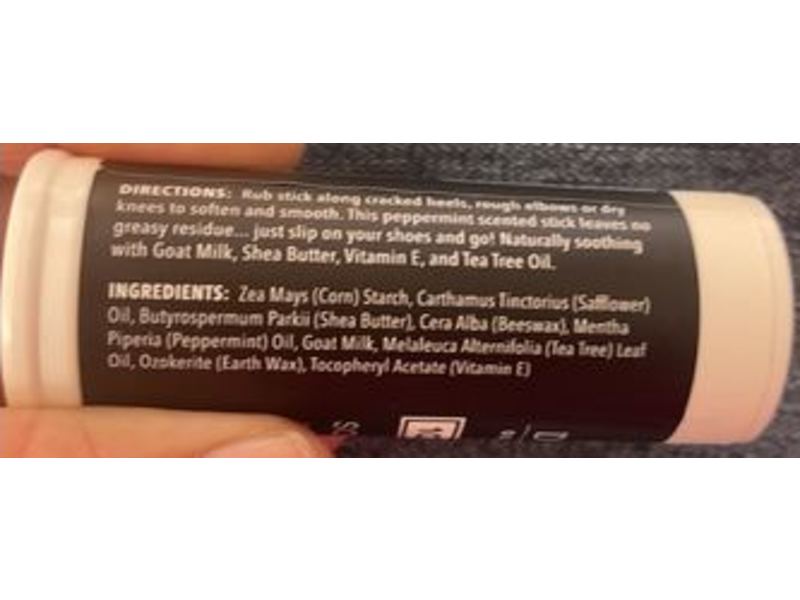 DIRECTIONS: Rub stick along cracked heels, rough elbows or dry
knees to soften and smooth. This peppermint scented stick leaves no
greasy residue... just slip on your shoes and go! Naturally soothing
with Goat Milk, Shea Butter, Vitamin E, and Tea Tree Oil.
INGREDIENTS: Zea Mays (Corn) Starch, Carthamus Tinctorius (Safflower)
Oil, Butyrospermum Parkii (Shea Butter), Cera Alba (Beeswax), Mentha
Piperia (Peppermint) Oil, Goat Milk, Melaleuca Alternifolia (Tea Tree) Leaf
Oil, Ozokerite (Earth Wax), Tocopheryl Acetate (Vitamin E)